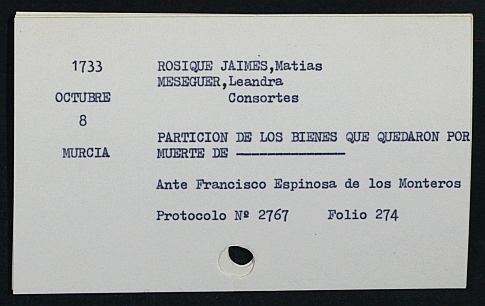 1733 ROSIQUE JAIMES,Matias
MESEGUER,Leandra
OCTUBRE Consortes
8
PARTICION DE LOS BIENES QUE QUEDARON POR
MURCIA MUERTE DE ——————————
Ante Francisco Espinosa de los Monteros
Protocolo Nº 2767 Folio 274